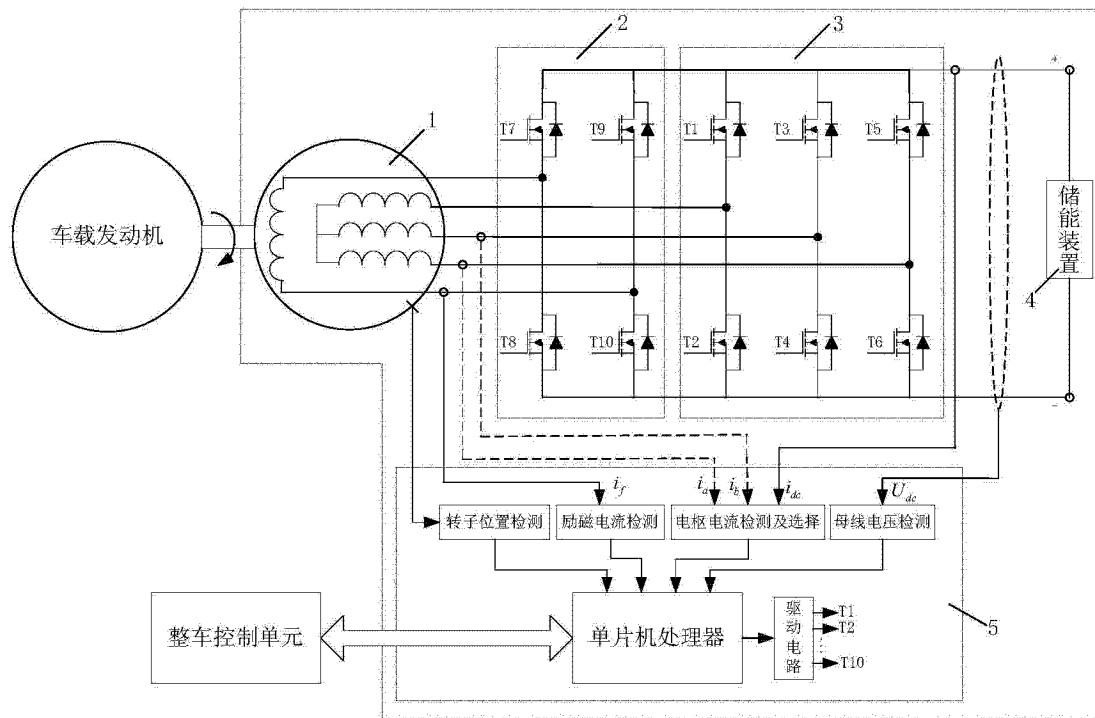 2
3
1
T7
T9
T1
T3
T5
+
车载发动机
储能装置
4
T8
T10
T2
T4
T6
-
i_f
i_a
i_b
i_dc
U_dc
转子位置检测
励磁电流检测
电枢电流检测及选择
母线电压检测
整车控制单元
单片机处理器
驱动电路
T1
T2
⋮
T10
5